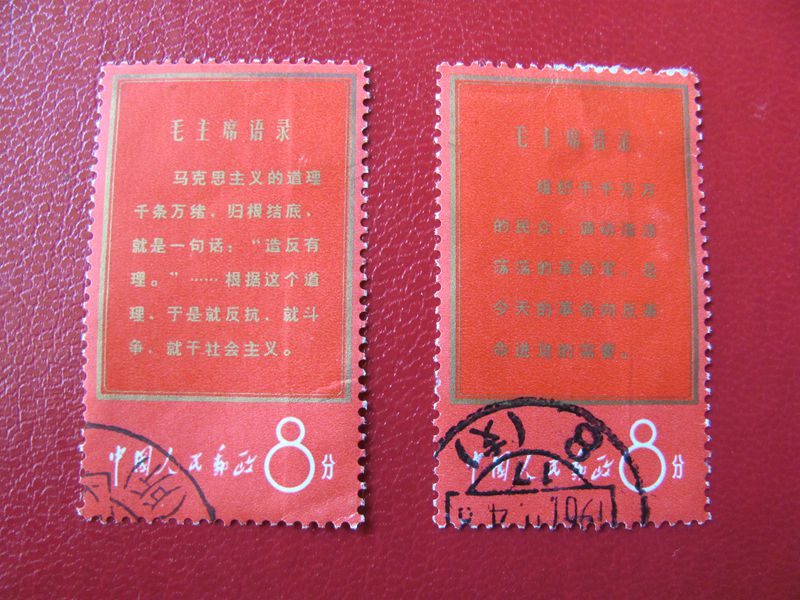 毛主席语录
马克思主义的道理
千条万绪，归根结底，
就是一句话：“造反有
理。”……根据这个道
理，于是就反抗，就斗
争，就干社会主义。
中国人民邮政
8分
毛主席语录
组织千千万万
的民众，调动浩浩
荡荡的革命军，是
今天的革命向反革
命进攻的需要。
中国人民邮政
8分